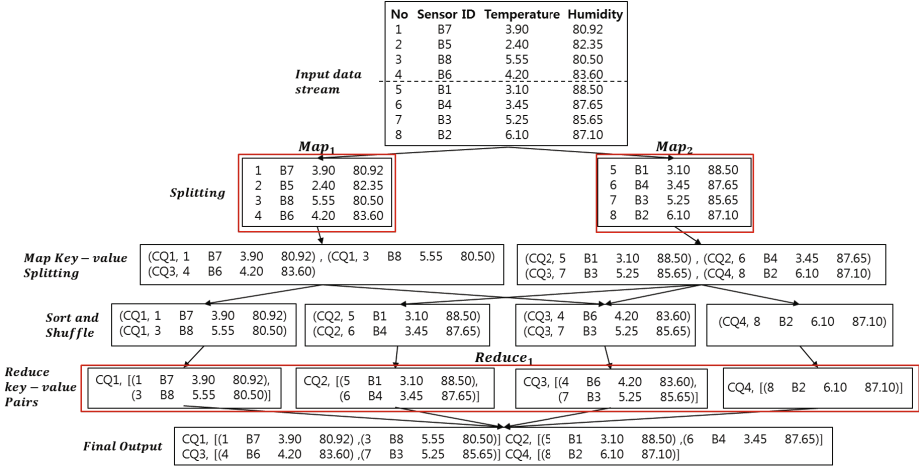 No Sensor ID Temperature Humidity
1 B7 3.90 80.92
2 B5 2.40 82.35
3 B8 5.55 80.50
4 B6 4.20 83.60
5 B1 3.10 88.50
6 B4 3.45 87.65
7 B3 5.25 85.65
8 B2 6.10 87.10
Input data
stream
Map1
Map2
Splitting
1 B7 3.90 80.92
2 B5 2.40 82.35
3 B8 5.55 80.50
4 B6 4.20 83.60
5 B1 3.10 88.50
6 B4 3.45 87.65
7 B3 5.25 85.65
8 B2 6.10 87.10
Map Key-value
Splitting
(CQ1, 1 B7 3.90 80.92) , (CQ1, 3 B8 5.55 80.50)
(CQ3, 4 B6 4.20 83.60)
(CQ2, 5 B1 3.10 88.50) , (CQ2, 6 B4 3.45 87.65)
(CQ3, 7 B3 5.25 85.65) , (CQ4, 8 B2 6.10 87.10)
Sort and
Shuffle
(CQ1, 1 B7 3.90 80.92)
(CQ1, 3 B8 5.55 80.50)
(CQ2, 5 B1 3.10 88.50)
(CQ2, 6 B4 3.45 87.65)
(CQ3, 4 B6 4.20 83.60)
(CQ3, 7 B3 5.25 85.65)
(CQ4, 8 B2 6.10 87.10)
Reduce1
Reduce
key-value
Pairs
CQ1, [(1 B7 3.90 80.92),
(3 B8 5.55 80.50)]
CQ2, [(5 B1 3.10 88.50),
(6 B4 3.45 87.65)]
CQ3, [(4 B6 4.20 83.60),
(7 B3 5.25 85.65)]
CQ4, [(8 B2 6.10 87.10)]
Final Output
CQ1, [(1 B7 3.90 80.92) ,(3 B8 5.55 80.50)] CQ2, [(5 B1 3.10 88.50) ,(6 B4 3.45 87.65)]
CQ3, [(4 B6 4.20 83.60) ,(7 B3 5.25 85.65)] CQ4, [(8 B2 6.10 87.10)]